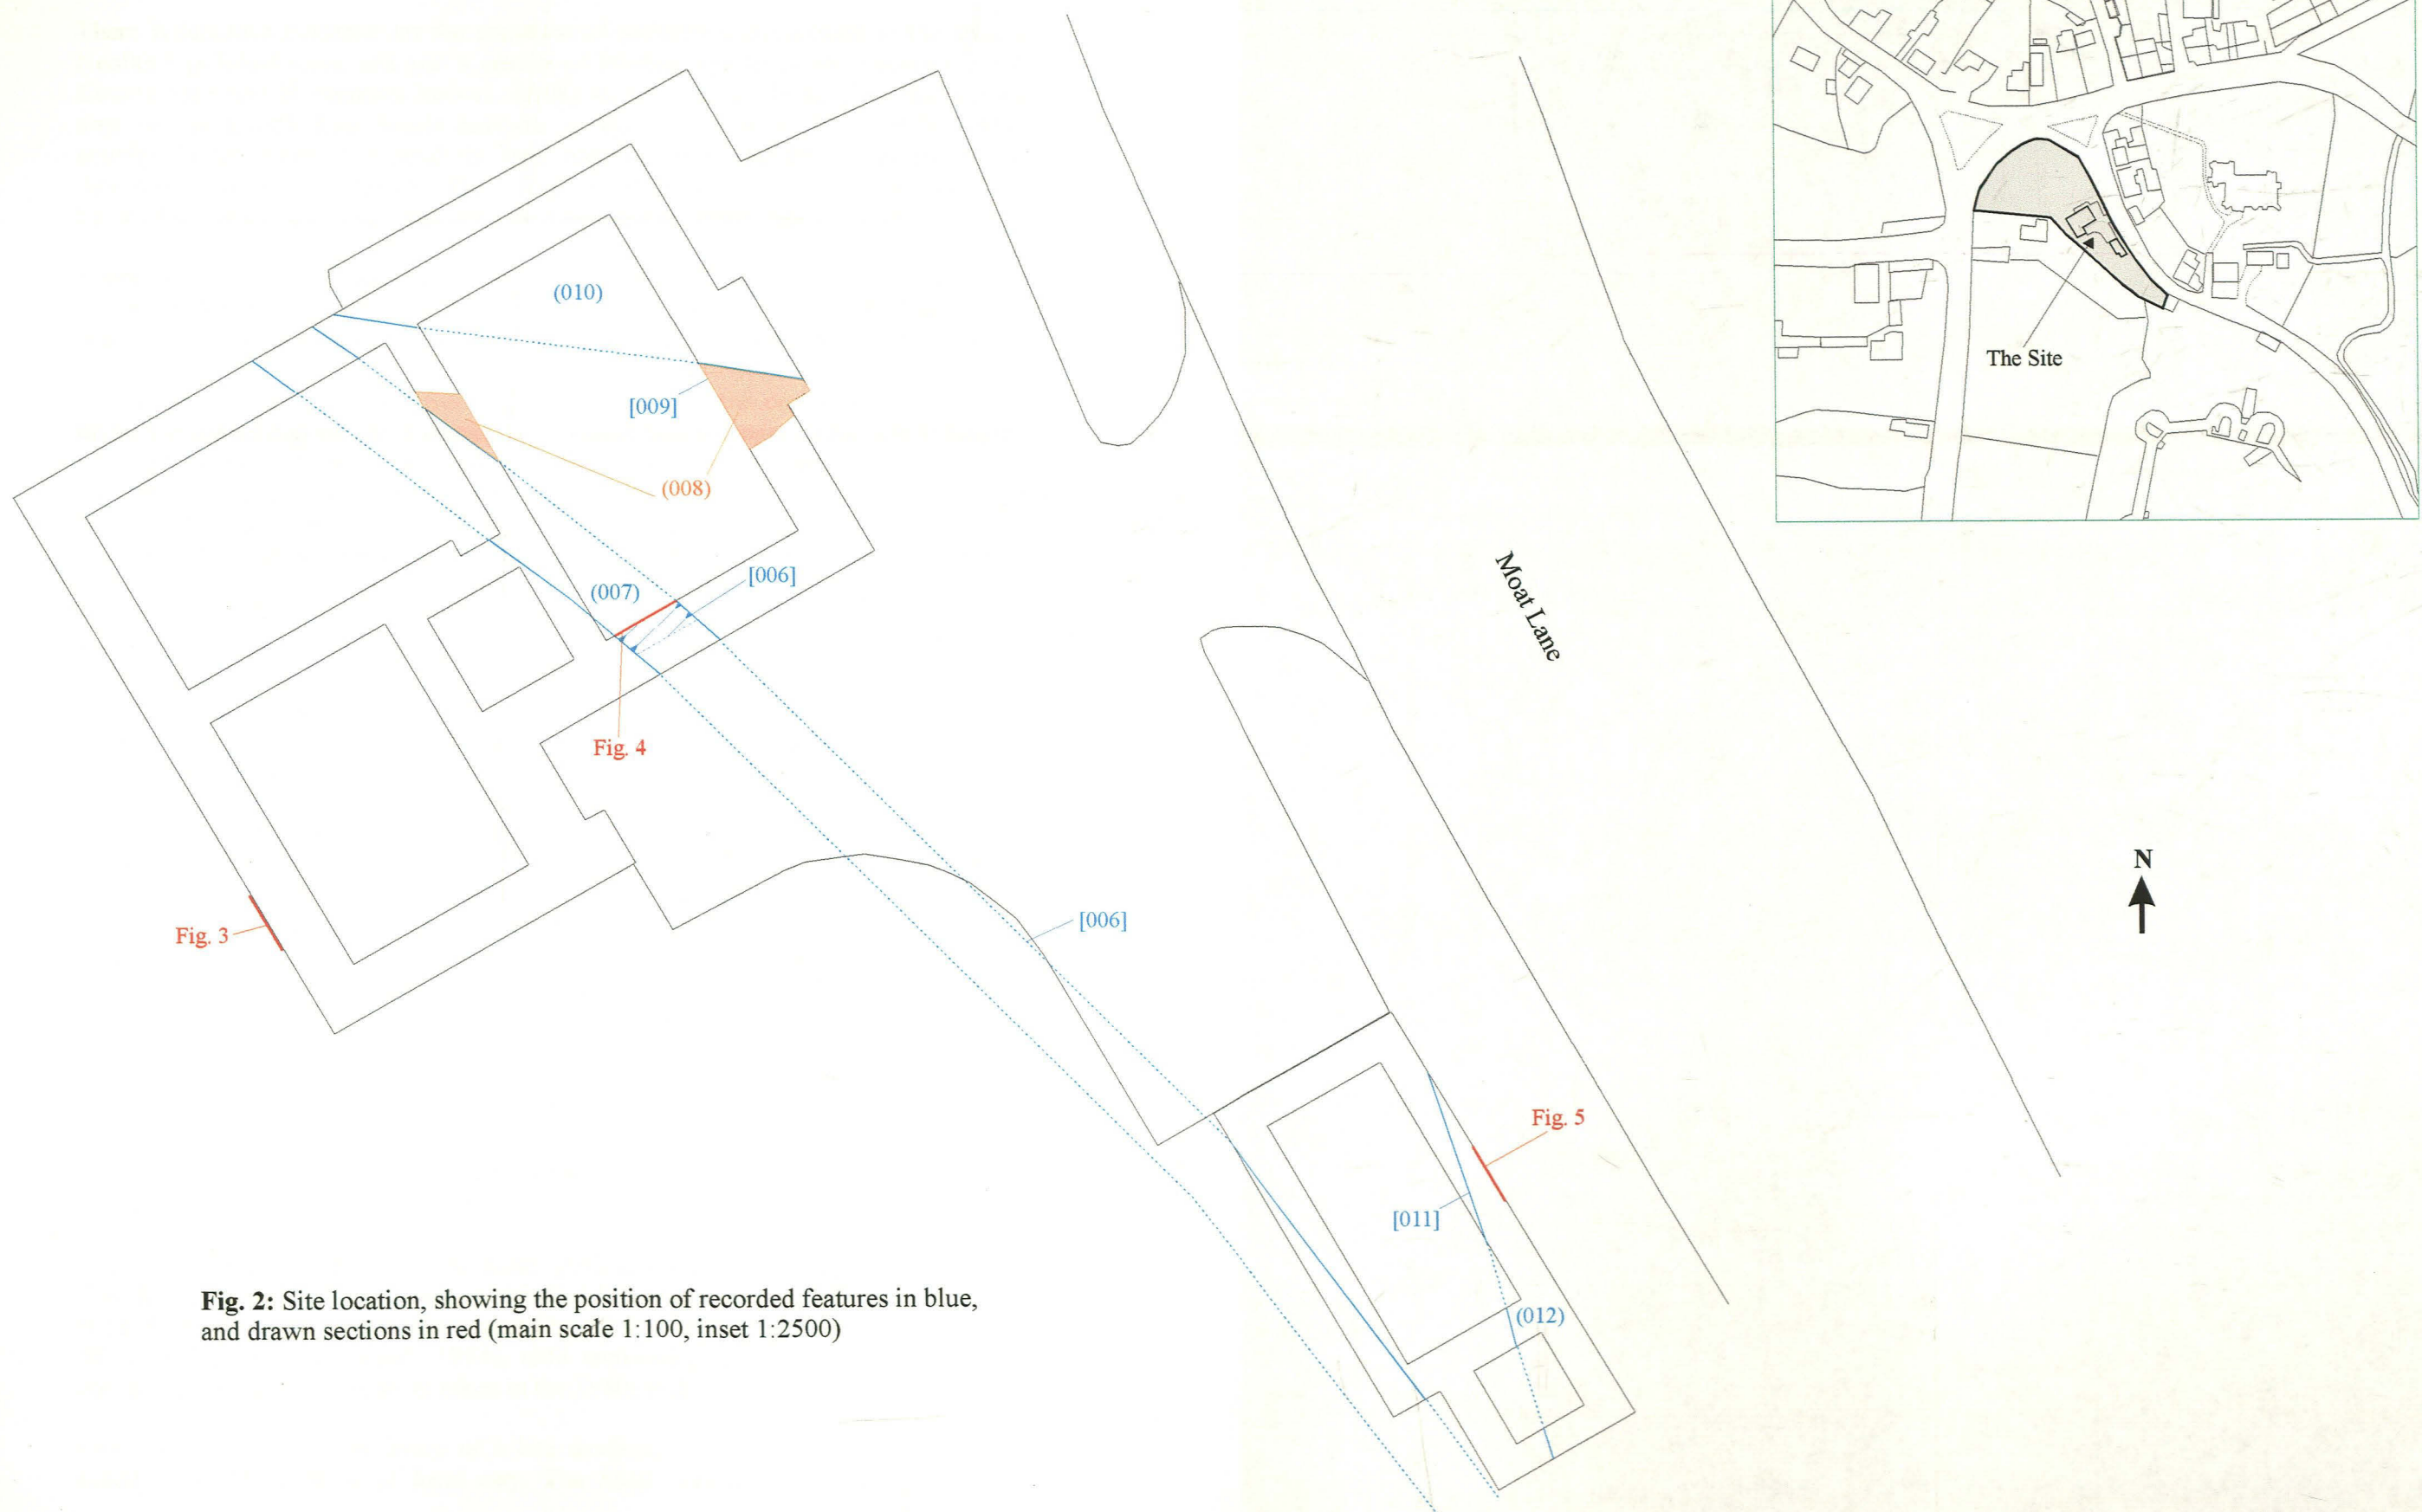 (010)
[009]
(008)
(007)
[006]
Fig. 4
Fig. 3
[006]
Moat Lane
The Site
N
Fig. 5
[011]
(012)
Fig. 2: Site location, showing the position of recorded features in blue,
and drawn sections in red (main scale 1:100, inset 1:2500)